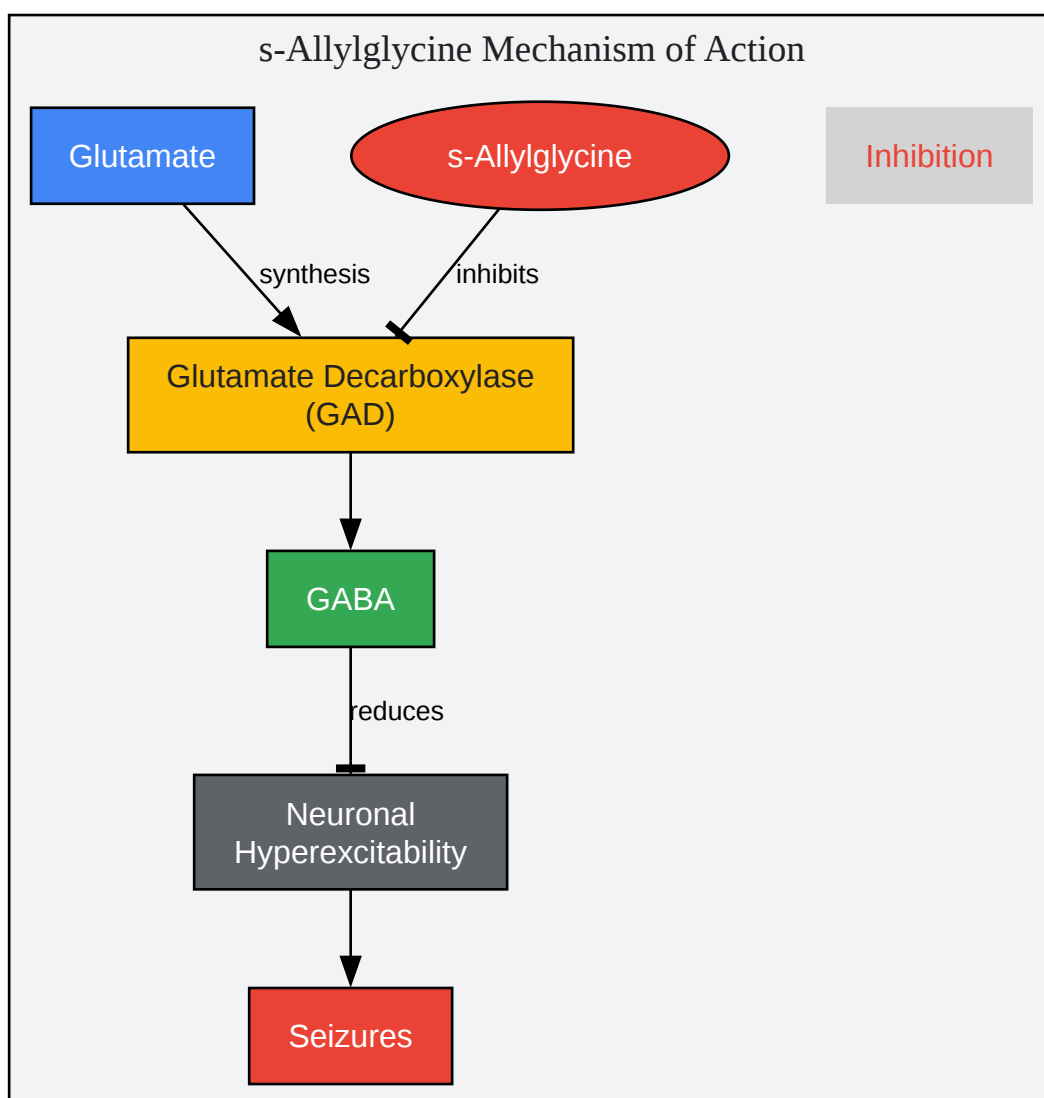 s-Allylglycine Mechanism of Action
Glutamate
s-Allylglycine
Inhibition
synthesis
inhibits
Glutamate Decarboxylase
(GAD)
GABA
reduces
Neuronal
Hyperexcitability
Seizures